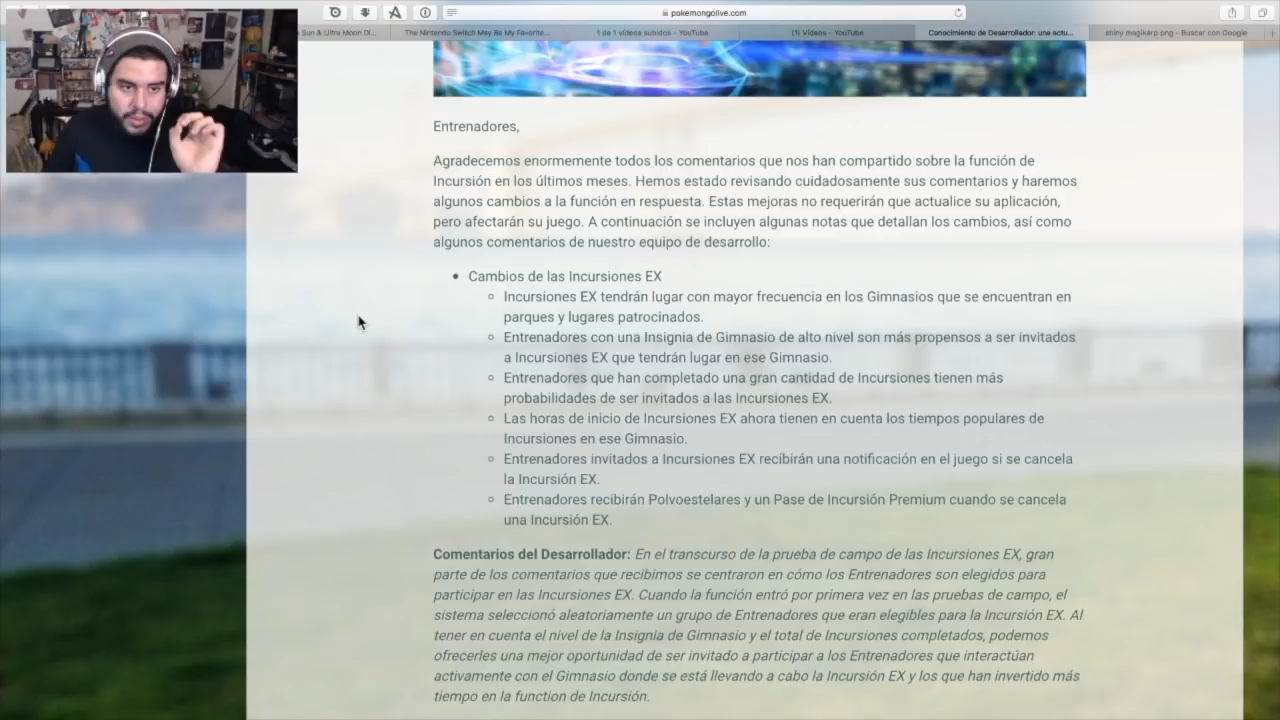 pokemongolive.com
Sun & Ultra Moon Di...
The Nintendo Switch May Be My Favorite...
1 de 1 vídeos subidos - YouTube
(1) Vídeos - YouTube
Conocimiento de Desarrollador: une actu...
shiny magikarp png - Buscar con Google
Entrenadores,
Agradecemos enormemente todos los comentarios que nos han compartido sobre la función de
Incursión en los últimos meses. Hemos estado revisando cuidadosamente sus comentarios y haremos
algunos cambios a la función en respuesta. Estas mejoras no requerirán que actualice su aplicación,
pero afectarán su juego. A continuación se incluyen algunas notas que detallan los cambios, así como
algunos comentarios de nuestro equipo de desarrollo:
• Cambios de las Incursiones EX
◦ Incursiones EX tendrán lugar con mayor frecuencia en los Gimnasios que se encuentran en
parques y lugares patrocinados.
◦ Entrenadores con una Insignia de Gimnasio de alto nivel son más propensos a ser invitados
a Incursiones EX que tendrán lugar en ese Gimnasio.
◦ Entrenadores que han completado una gran cantidad de Incursiones tienen más
probabilidades de ser invitados a las Incursiones EX.
◦ Las horas de inicio de Incursiones EX ahora tienen en cuenta los tiempos populares de
Incursiones en ese Gimnasio.
◦ Entrenadores invitados a Incursiones EX recibirán una notificación en el juego si se cancela
la Incursión EX.
◦ Entrenadores recibirán Polvoestelares y un Pase de Incursión Premium cuando se cancela
una Incursión EX.
Comentarios del Desarrollador: En el transcurso de la prueba de campo de las Incursiones EX, gran
parte de los comentarios que recibimos se centraron en cómo los Entrenadores son elegidos para
participar en las Incursiones EX. Cuando la función entró por primera vez en las pruebas de campo, el
sistema seleccionó aleatoriamente un grupo de Entrenadores que eran elegibles para la Incursión EX. Al
tener en cuenta el nivel de la Insignia de Gimnasio y el total de Incursiones completados, podemos
ofrecerles una mejor oportunidad de ser invitado a participar a los Entrenadores que interactúan
activamente con el Gimnasio donde se está llevando a cabo la Incursión EX y los que han invertido más
tiempo en la function de Incursión.